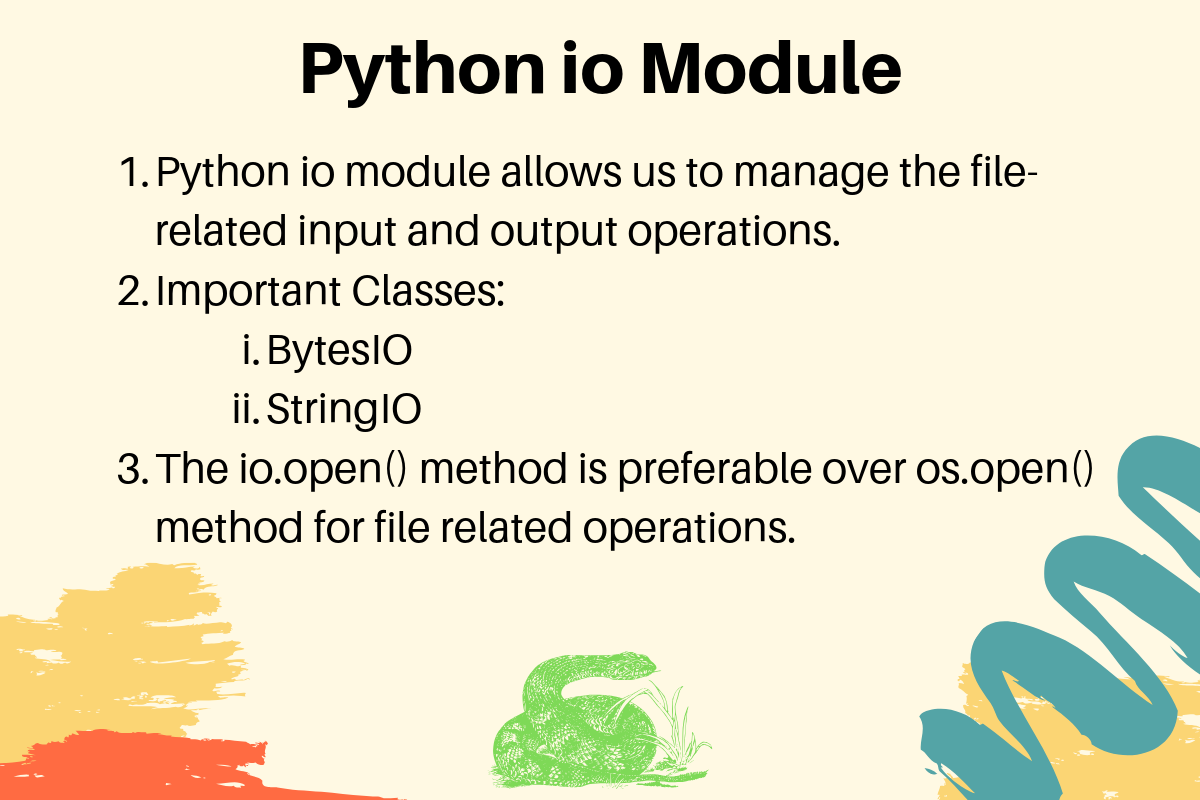 Python io Module
1. Python io module allows us to manage the file-
related input and output operations.
2. Important Classes:
i. BytesIO
ii. StringIO
3. The io.open() method is preferable over os.open()
method for file related operations.